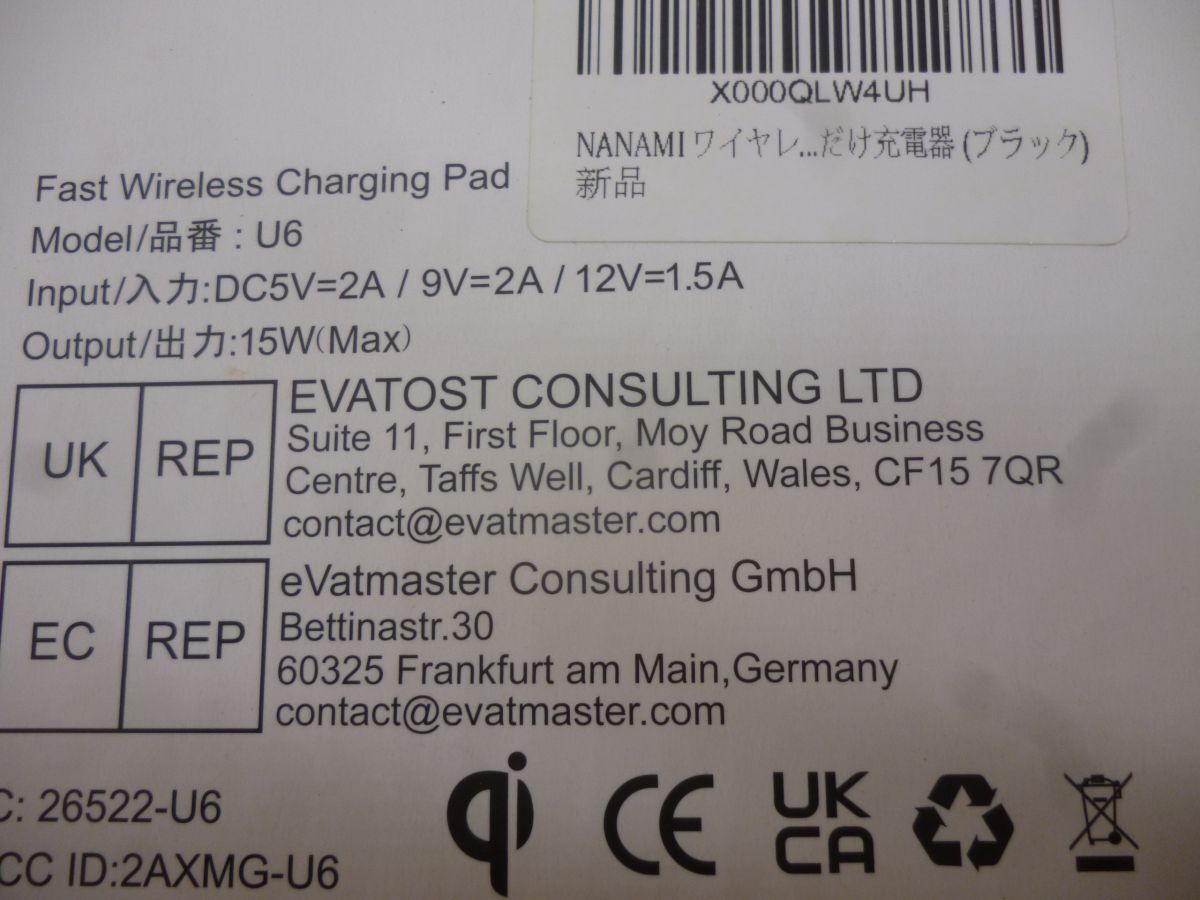 X000QLW4UH
NANAMI ワイヤレ...だけ充電器 (ブラック)
新品
Fast Wireless Charging Pad
Model/品番 : U6
Input/入力:DC5V=2A / 9V=2A / 12V=1.5A
Output/出力:15W(Max)
UK REP
EVATOST CONSULTING LTD
Suite 11, First Floor, Moy Road Business
Centre, Taffs Well, Cardiff, Wales, CF15 7QR
contact@evatmaster.com
EC REP
eVatmaster Consulting GmbH
Bettinastr.30
60325 Frankfurt am Main,Germany
contact@evatmaster.com
C: 26522-U6
CC ID:2AXMG-U6
qi
CE
UK
CA